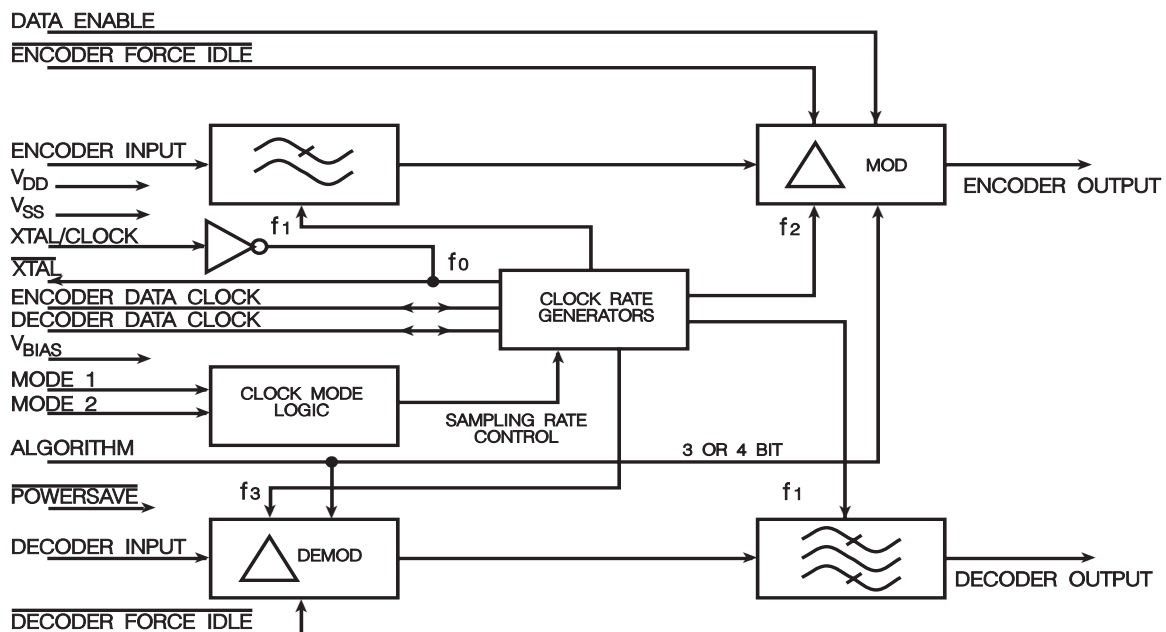 DATA ENABLE
ENCODER FORCE IDLE
ENCODER INPUT
MOD
VDD
ENCODER OUTPUT
VSS
f1
f2
XTAL/CLOCK
f0
XTAL
ENCODER DATA CLOCK
CLOCK RATE
GENERATORS
DECODER DATA CLOCK
VBIAS
MODE 1
CLOCK MODE
LOGIC
MODE 2
SAMPLING RATE
CONTROL
ALGORITHM
3 OR 4 BIT
f3
f1
POWERSAVE
DECODER INPUT
DEMOD
DECODER OUTPUT
DECODER FORCE IDLE